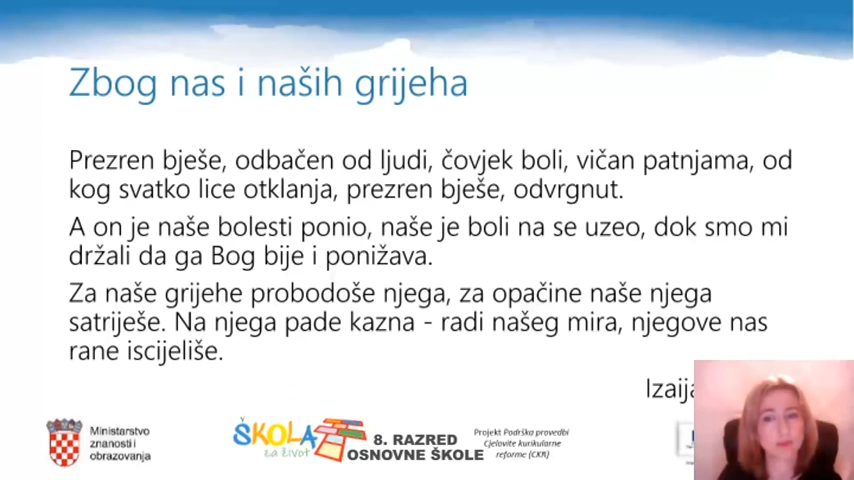 Zbog nas i naših grijeha
Prezren bješe, odbačen od ljudi, čovjek boli, vičan patnjama, od
kog svatko lice otklanja, prezren bješe, odvrgnut.
A on je naše bolesti ponio, naše je boli na se uzeo, dok smo mi
držali da ga Bog bije i ponižava.
Za naše grijehe probodoše njega, za opačine naše njega
satriješe. Na njega pade kazna - radi našeg mira, njegove nas
rane iscijeliše.
Izaija
Ministarstvo
znanosti i
obrazovanja
ŠKOLA
za život
8. RAZRED
OSNOVNE ŠKOLE
Projekt Podrška provedbi
Cjelovite kurikularne
reforme (CKR)